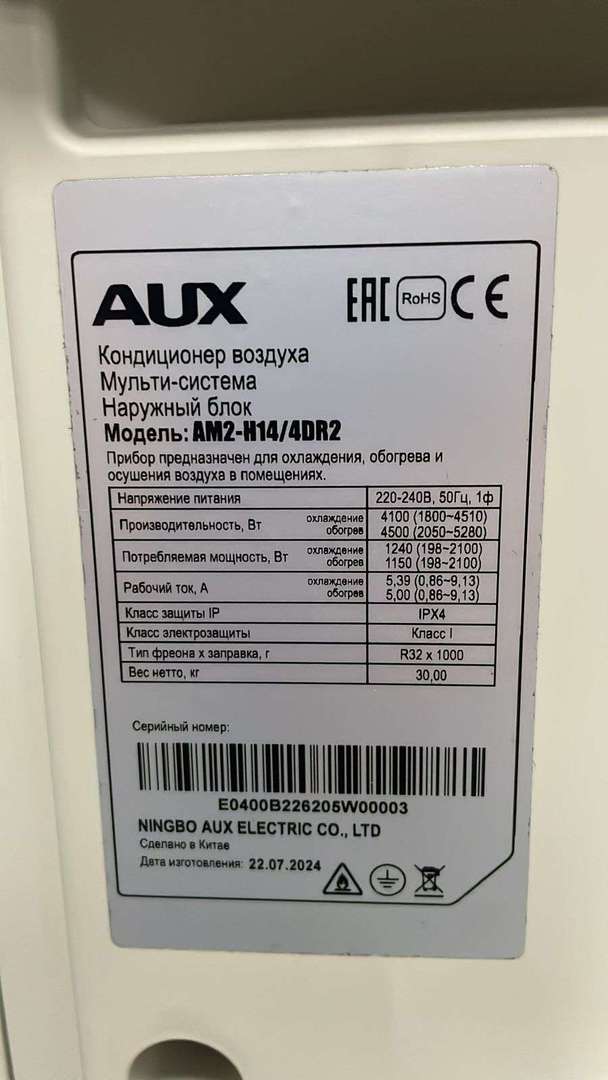 AUX EAC RoHS CE
Кондиционер воздуха
Мульти-система
Наружный блок
Модель: AM2-H14/4DR2
Прибор предназначен для охлаждения, обогрева и
осушения воздуха в помещениях.
Напряжение питания 220-240В, 50Гц, 1ф
Производительность, Вт охлаждение 4100 (1800~4510)
обогрев 4500 (2050~5280)
Потребляемая мощность, Вт охлаждение 1240 (198~2100)
обогрев 1150 (198~2100)
Рабочий ток, А охлаждение 5,39 (0,86~9,13)
обогрев 5,00 (0,86~9,13)
Класс защиты IP IPX4
Класс электрозащиты Класс I
Тип фреона х заправка, г R32 x 1000
Вес нетто, кг 30,00
Серийный номер:
E0400B226205W00003
NINGBO AUX ELECTRIC CO., LTD
Сделано в Китае
Дата изготовления: 22.07.2024